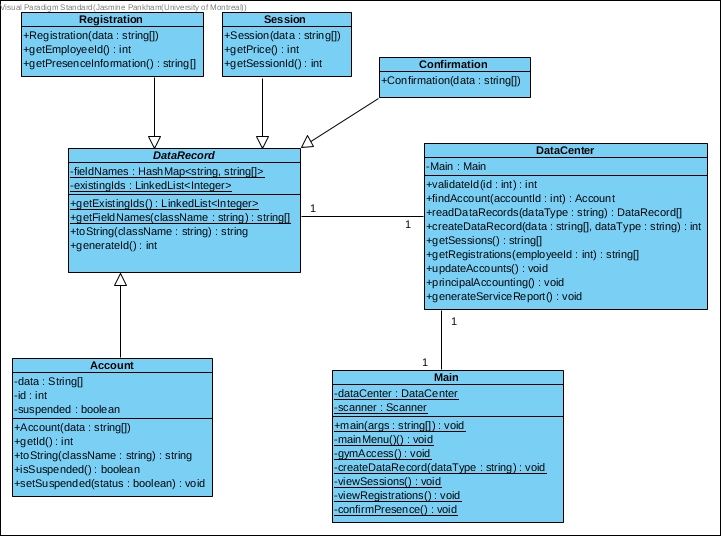 Visual Paradigm Standard(Jasmine Pankham(University of Montreal))
Registration
+Registration(data : string[])
+getEmployeeId() : int
+getPresenceInformation() : string[]
Session
+Session(data : string[])
+getPrice() : int
+getSessionId() : int
Confirmation
+Confirmation(data : string[])
DataRecord
-fieldNames : HashMap<string, string[]>
-existingIds : LinkedList<Integer>
+getExistingIds() : LinkedList<Integer>
+getFieldNames(className : string) : string[]
+toString(className : string) : string
+generateId() : int
1
1
DataCenter
-Main : Main
+validateId(id : int) : int
+findAccount(accountId : int) : Account
+readDataRecords(dataType : string) : DataRecord[]
+createDataRecord(data : string[], dataType : string) : int
+getSessions() : string[]
+getRegistrations(employeeId : int) : string[]
+updateAccounts() : void
+principalAccounting() : void
+generateServiceReport() : void
1
1
Account
-data : String[]
-id : int
-suspended : boolean
+Account(data : string[])
+getId() : int
+toString(className : string) : string
+isSuspended() : boolean
+setSuspended(status : boolean) : void
Main
-dataCenter : DataCenter
-scanner : Scanner
+main(args : string[]) : void
-mainMenu()() : void
-gymAccess() : void
-createDataRecord(dataType : string) : void
-viewSessions() : void
-viewRegistrations() : void
-confirmPresence() : void